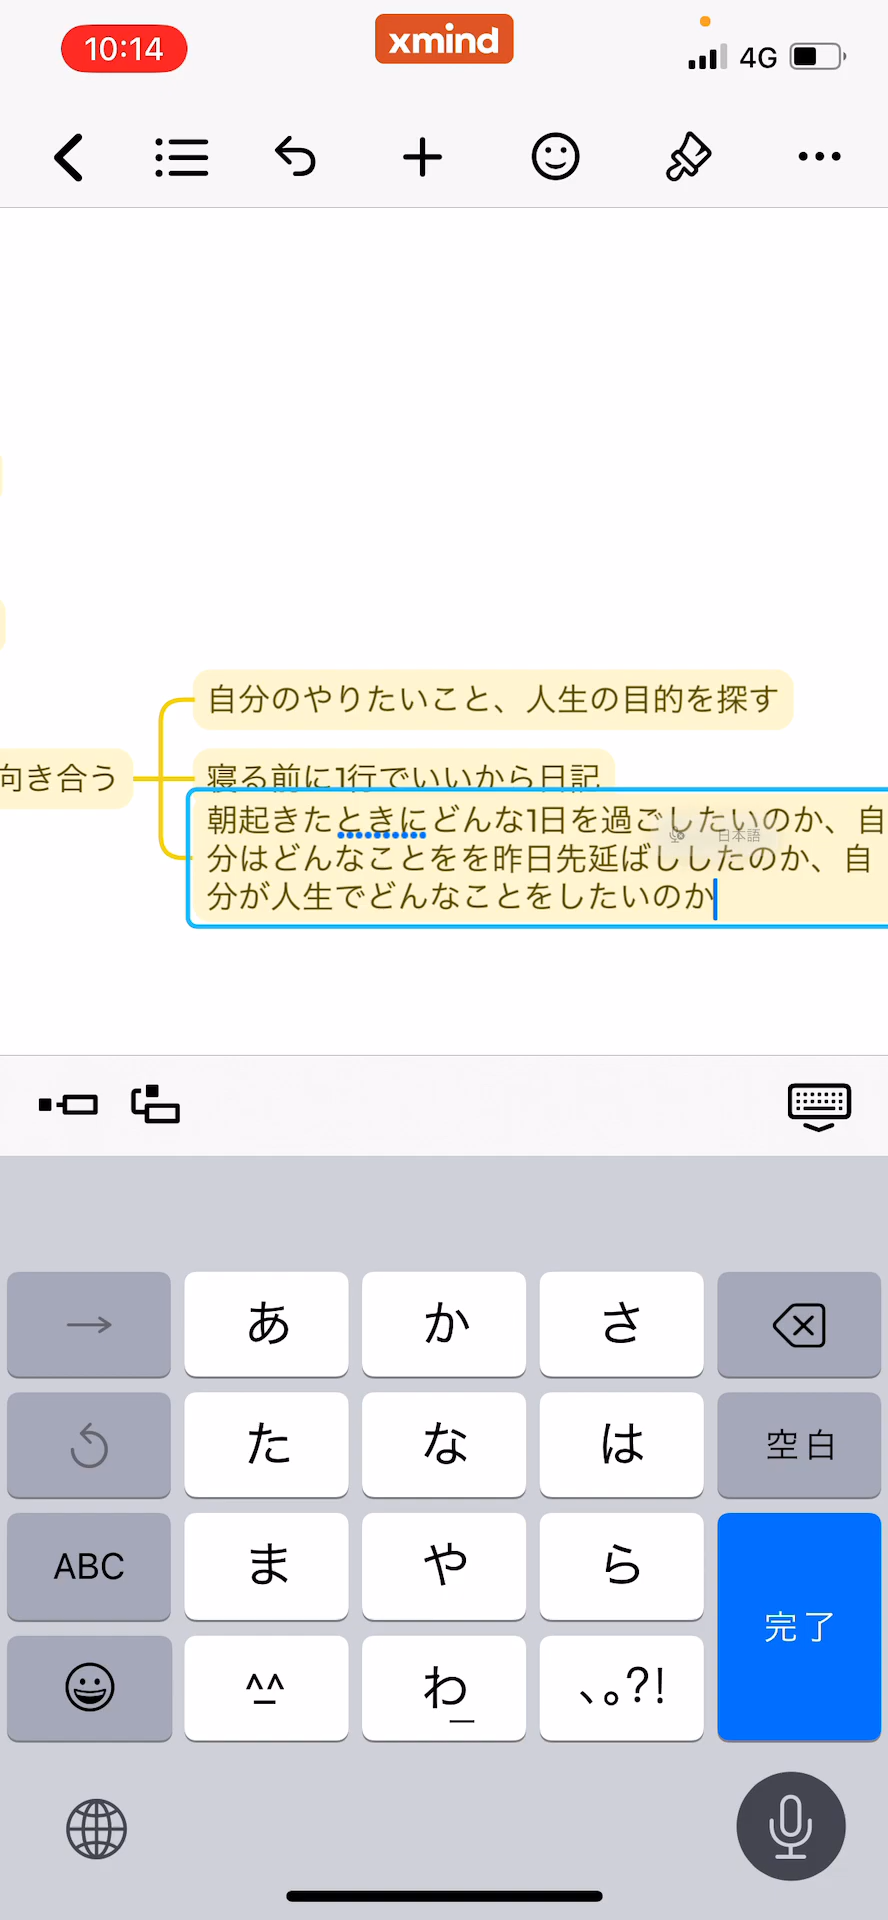 10:14
xmind
4G
自分のやりたいこと、人生の目的を探す
向き合う
寝る前に1行でいいから日記
朝起きたときにどんな1日を過ごしたいのか、自
分はどんなことをを昨日先延ばししたのか、自
分が人生でどんなことをしたいのか
日本語
→
あ
か
さ
た
な
は
空白
ABC
ま
や
ら
完了
^_^
わ
、。?!